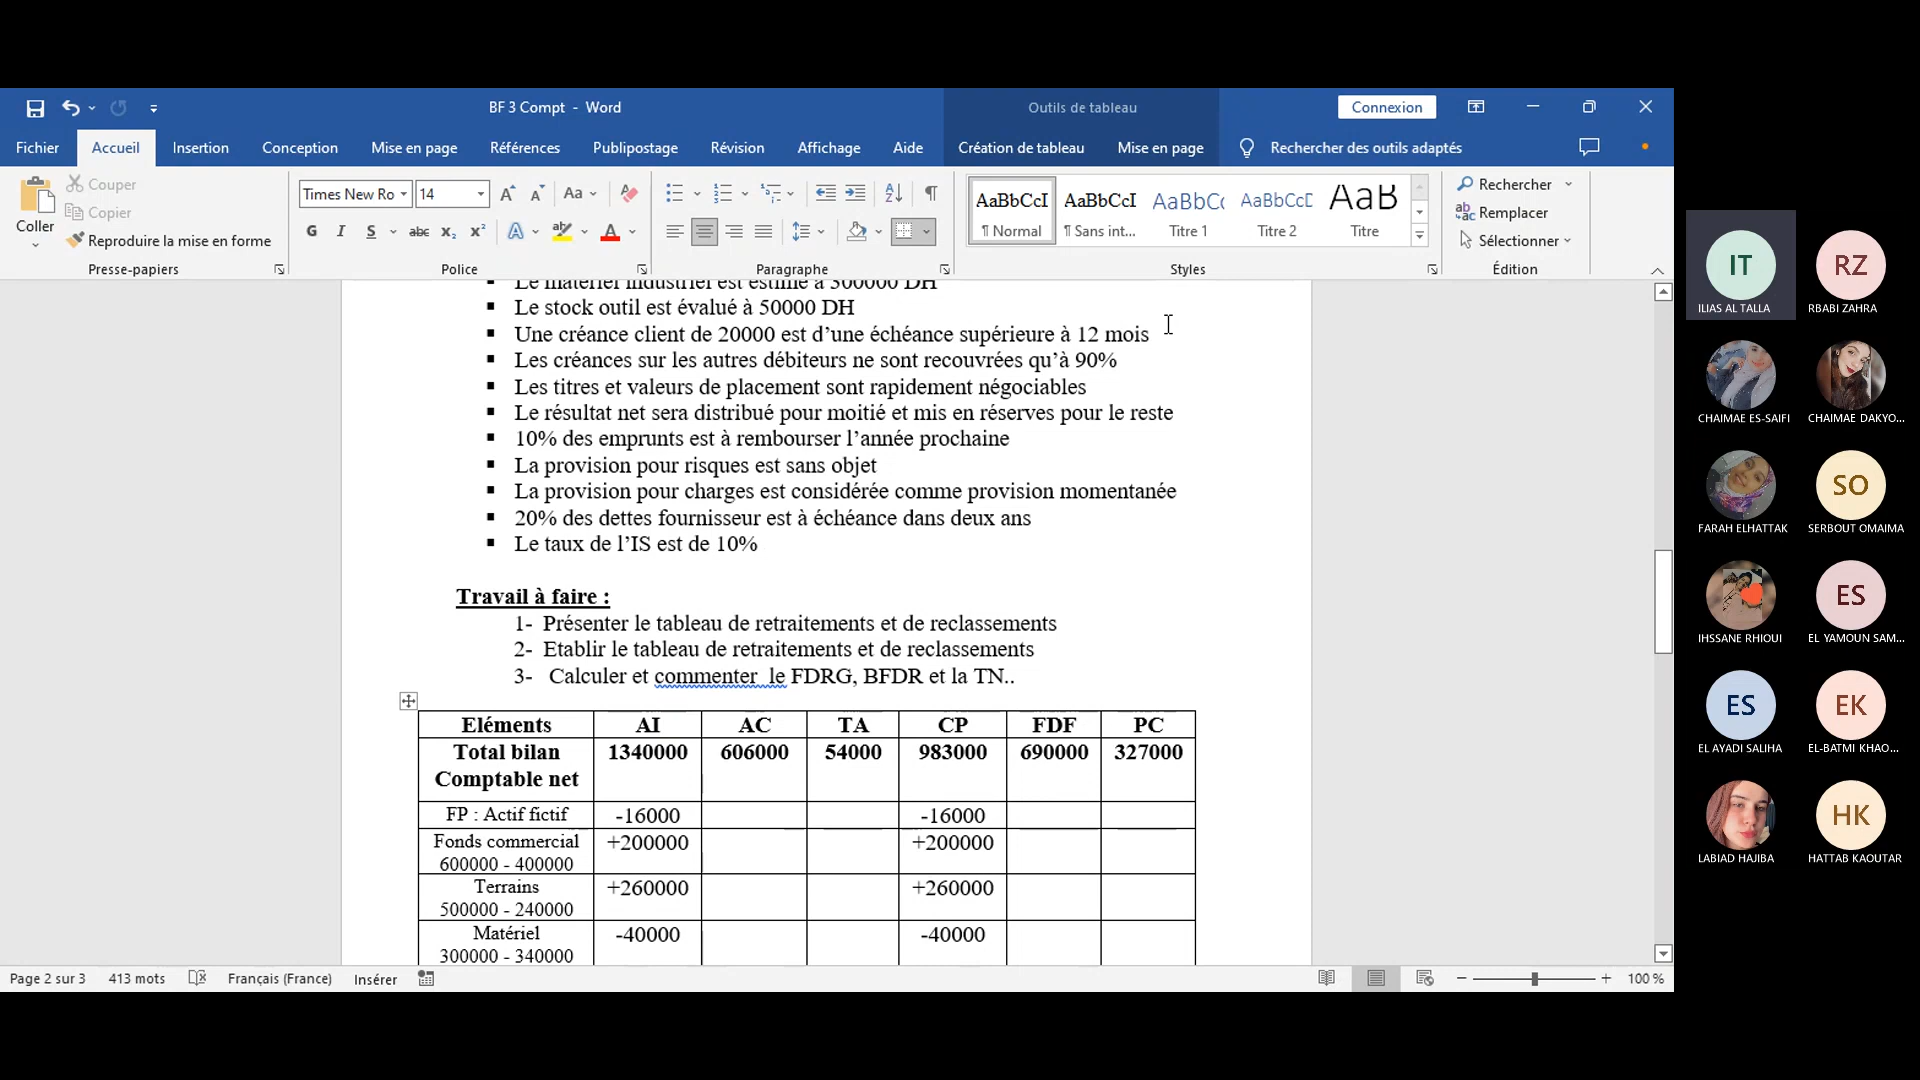 BF 3 Compt - Word
Outils de tableau
Connexion
Fichier Accueil Insertion Conception Mise en page Références Publipostage Révision Affichage Aide Création de tableau Mise en page Rechercher des outils adaptés
Coller
Couper
Copier
Reproduire la mise en forme
Presse-papiers
Times New Ro 14
Aa
G I S abc x₂ x² A ab A
Police
Paragraphe
AaBbCcI AaBbCcI AaBbCc AaBbCcD AaB
¶ Normal ¶ Sans int... Titre 1 Titre 2 Titre
Styles
Rechercher
Remplacer
Sélectionner
Édition
Le matériel industriel est estimé à 300000 DH
Le stock outil est évalué à 50000 DH
Une créance client de 20000 est d’une échéance supérieure à 12 mois
Les créances sur les autres débiteurs ne sont recouvrées qu’à 90%
Les titres et valeurs de placement sont rapidement négociables
Le résultat net sera distribué pour moitié et mis en réserves pour le reste
10% des emprunts est à rembourser l’année prochaine
La provision pour risques est sans objet
La provision pour charges est considérée comme provision momentanée
20% des dettes fournisseur est à échéance dans deux ans
Le taux de l’IS est de 10%
Travail à faire :
1- Présenter le tableau de retraitements et de reclassements
2- Etablir le tableau de retraitements et de reclassements
3- Calculer et commenter le FDRG, BFDR et la TN..
Eléments AI AC TA CP FDF PC
Total bilan Comptable net 1340000 606000 54000 983000 690000 327000
FP : Actif fictif -16000 -16000
Fonds commercial 600000 - 400000 +200000 +200000
Terrains 500000 - 240000 +260000 +260000
Matériel 300000 - 340000 -40000 -40000
Page 2 sur 3 413 mots Français (France) Insérer 100 %
IT
ILIAS AL TALLA
RZ
RBABI ZAHRA
CHAIMAE ES-SAIFI
CHAIMAE DAKYO...
FARAH ELHATTAK
SO
SERBOUT OMAIMA
IHSSANE RHIOUI
ES
EL YAMOUN SAM...
ES
EL AYADI SALIHA
EK
EL-BATMI KHAO...
LABIAD HAJIBA
HK
HATTAB KAOUTAR